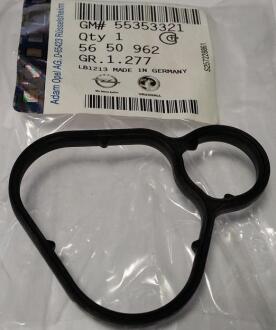 Adam Opel AG, D-65423 Rüsselsheim
GM# 55353321
Qty 1
56 50 962
GR.1.277
LB1213 MADE IN GERMANY
VAUXHALL